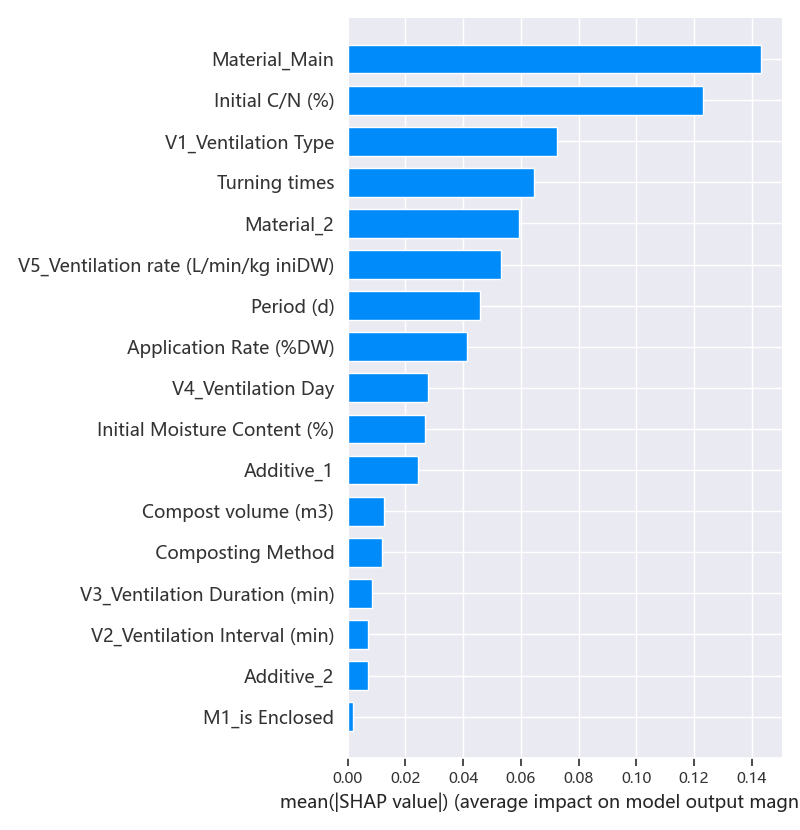 Material_Main
Initial C/N (%)
V1_Ventilation Type
Turning times
Material_2
V5_Ventilation rate (L/min/kg iniDW)
Period (d)
Application Rate (%DW)
V4_Ventilation Day
Initial Moisture Content (%)
Additive_1
Compost volume (m3)
Composting Method
V3_Ventilation Duration (min)
V2_Ventilation Interval (min)
Additive_2
M1_is Enclosed
0.00 0.02 0.04 0.06 0.08 0.10 0.12 0.14
mean(|SHAP value|) (average impact on model output magn